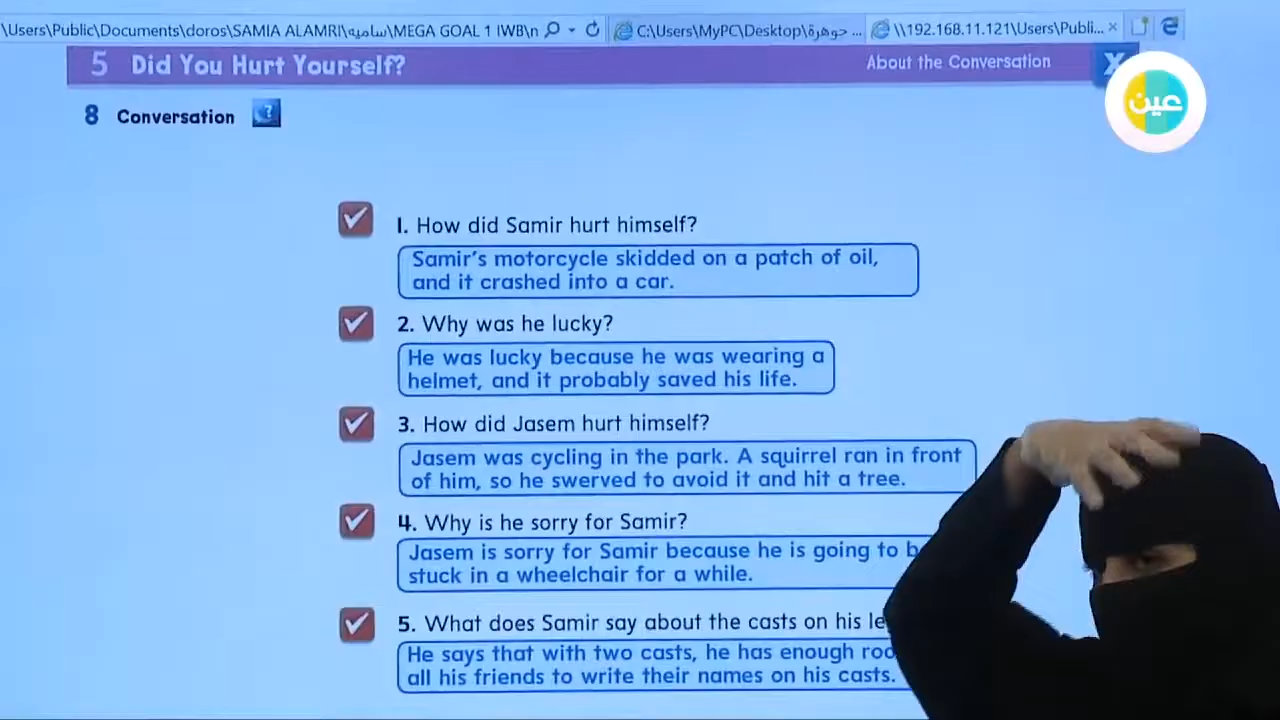 \Users\Public\Documents\doros\SAMIA ALAMRI\ساميه\MEGA GOAL 1 IWB\n
C:\Users\MyPC\Desktop\جوهرة ...
\\192.168.11.121\Users\Publi...
5 Did You Hurt Yourself?
About the Conversation
X
عين
8 Conversation
?
1. How did Samir hurt himself?
Samir's motorcycle skidded on a patch of oil,
and it crashed into a car.
2. Why was he lucky?
He was lucky because he was wearing a
helmet, and it probably saved his life.
3. How did Jasem hurt himself?
Jasem was cycling in the park. A squirrel ran in front
of him, so he swerved to avoid it and hit a tree.
4. Why is he sorry for Samir?
Jasem is sorry for Samir because he is going to
stuck in a wheelchair for a while.
5. What does Samir say about the casts on his
He says that with two casts, he has enough
all his friends to write their names on his casts.